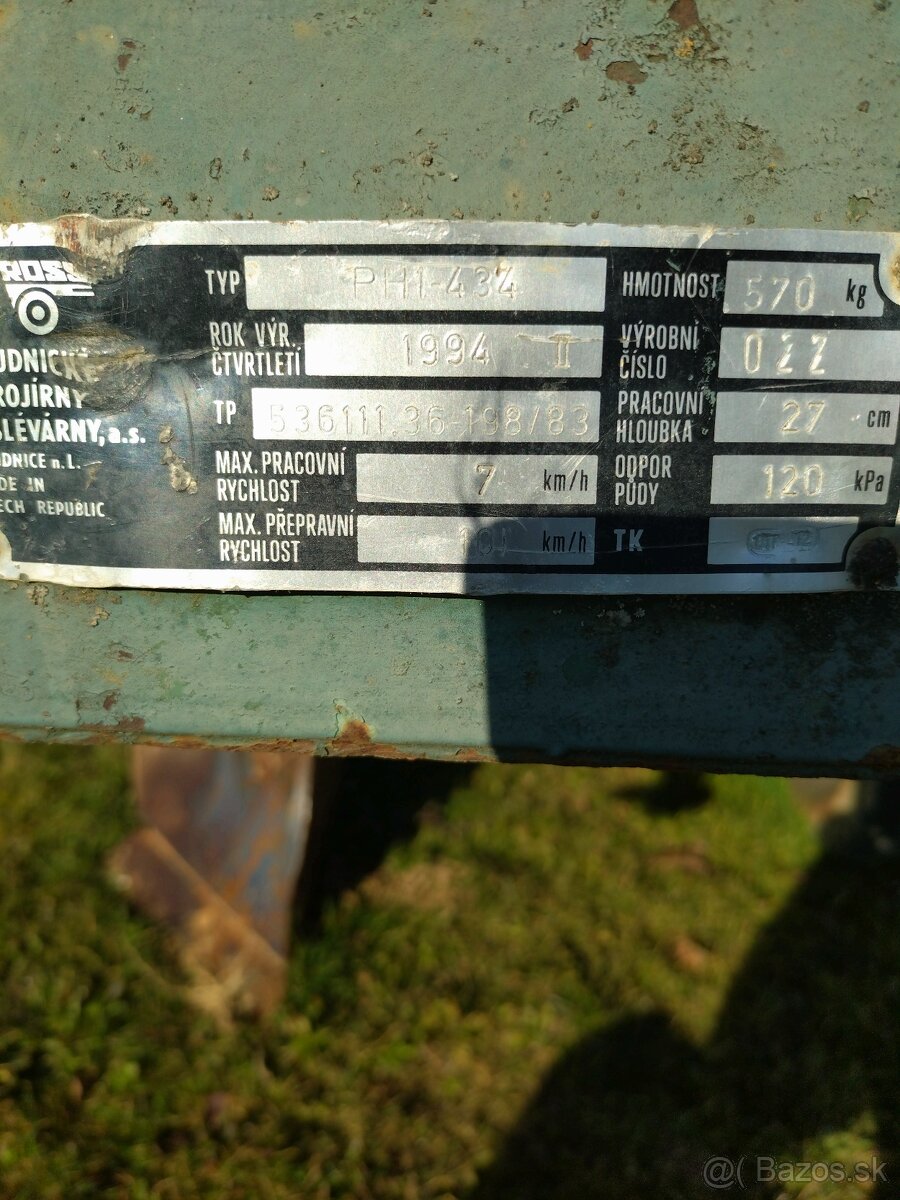 ROSS
TYP PH1-434 HMOTNOST 570 kg
ROK VÝR., ČTVRTLETÍ 1994 II VÝROBNÍ ČÍSLO 022
TP 536111.36-198/83 PRACOVNÍ HLOUBKA 27 cm
MAX. PRACOVNÍ RYCHLOST 7 km/h ODPOR PŮDY 120 kPa
MAX. PŘEPRAVNÍ RYCHLOST km/h TK
UDNICKÉ
ROJÍRNY
SLÉVÁRNY, a.s.
UDNICE n.L.
DE IN
ECH REPUBLIC
@( Bazos.sk